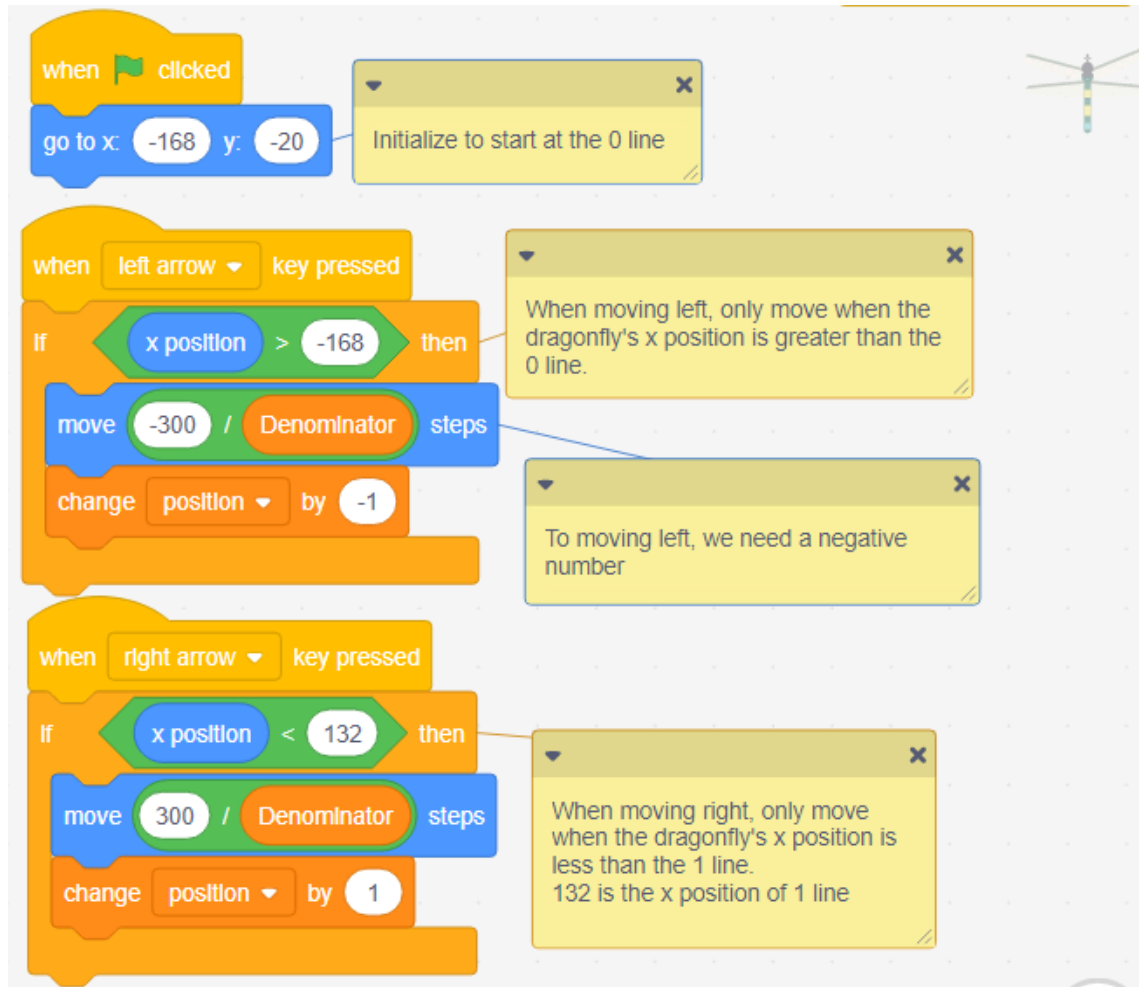 when clicked
go to x: -168 y: -20
Initialize to start at the 0 line
when left arrow key pressed
If x position > -168 then
move -300 / Denominator steps
change position by -1
When moving left, only move when the
dragonfly's x position is greater than the
0 line.
To moving left, we need a negative
number
when right arrow key pressed
If x position < 132 then
move 300 / Denominator steps
change position by 1
When moving right, only move
when the dragonfly's x position is
less than the 1 line.
132 is the x position of 1 line